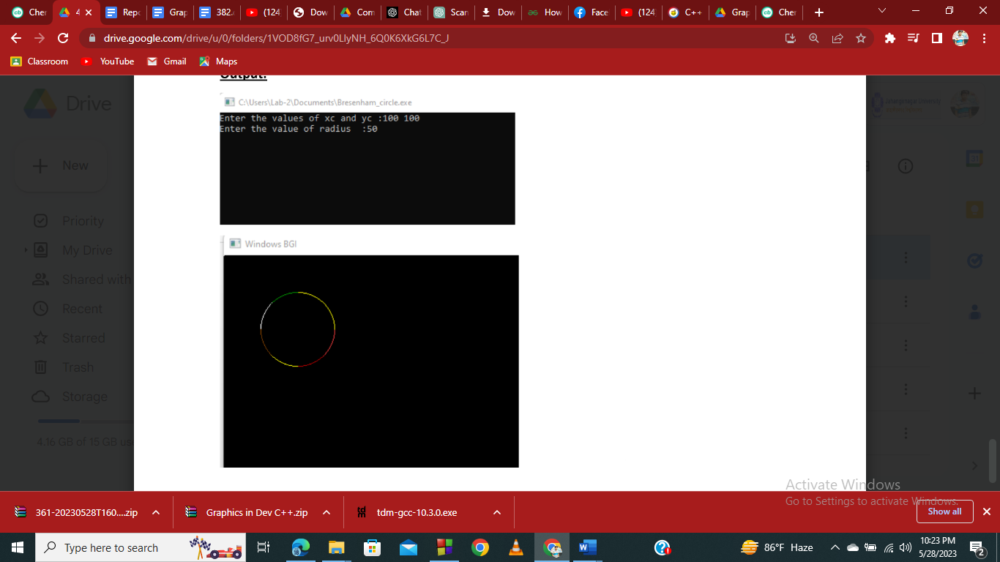 Cher
4
Repo
Grap
382.
(124
Dow
Com
Chat
Scan
Dow
How
Face
(124
C++
Grap
Cher
drive.google.com/drive/u/0/folders/1VOD8fG7_urv0LIyNH_6Q0K6XkG6L7C_J
Classroom
YouTube
Gmail
Maps
Output:
Drive
New
Priority
My Drive
Shared with
Recent
Starred
Trash
Storage
4.16 GB of 15 GB use
C:\Users\Lab-2\Documents\Bresenham_circle.exe
Enter the values of xc and yc :100 100
Enter the value of radius  :50
Windows BGI
31
Activate Windows
Go to Settings to activate Windows.
361-20230528T160....zip
Graphics in Dev C++.zip
tdm-gcc-10.3.0.exe
Show all
Type here to search
86°F Haze
10:23 PM
5/28/2023
2